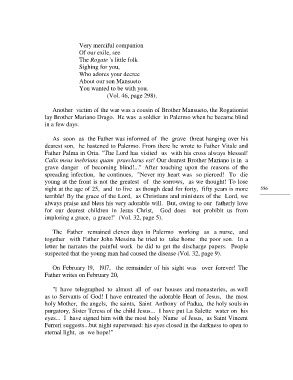 Very merciful companion
Of our exile, see
The Rogate's little folk
Sighing for you,
Who adores your decree
About our son Mansueto
You wanted to be with you.
(Vol. 46, page 298).
Another victim of the war was a cousin of Brother Mansueto, the Rogationist
lay Brother Mariano Drago. He was a soldier in Palermo when he became blind
in a few days.
As soon as the Father was informed of the grave threat hanging over his
dearest son, he hastened to Palermo. From there he wrote to Father Vitale and
Father Palma in Oria. "The Lord has visited us with his cross always blessed!
Calix meus inebrians quam praeclarus est! Our dearest Brother Mariano is in a
grave danger of becoming blind!..." After touching upon the reasons of the
spreading infection, he continues, "Never my heart was so pierced! To die
young at the front is not the greatest of the sorrows, as we thought! To lose
sight at the age of 25, and to live as though dead for forty, fifty years is more
terrible! By the grace of the Lord, as Christians and ministers of the Lord, we
always praise and bless his very adorable will. But, owing to our fatherly love
for our dearest children in Jesus Christ, God does not prohibit us from
imploring a grace, a grace!" (Vol. 32, page 5).
556
The Father remained eleven days in Palermo working as a nurse, and
together with Father John Messina he tried to take home the poor son. In a
letter he narrates the painful work he did to get the discharge papers. People
suspected that the young man had caused the disease (Vol. 32, page 9).
On February 19, 1917, the remainder of his sight was over forever! The
Father writes on February 20,
"I have telegraphed to almost all of our houses and monasteries, as well
as to Servants of God! I have entreated the adorable Heart of Jesus, the most
holy Mother, the angels, the saints, Saint Anthony of Padua, the holy souls in
purgatory, Sister Teresa of the child Jesus... I have put La Salette water on his
eyes... I have signed him with the most holy Name of Jesus, as Saint Vincent
Ferreri suggests...but night supervened: his eyes closed in the darkness to open to
eternal light, as we hope!"